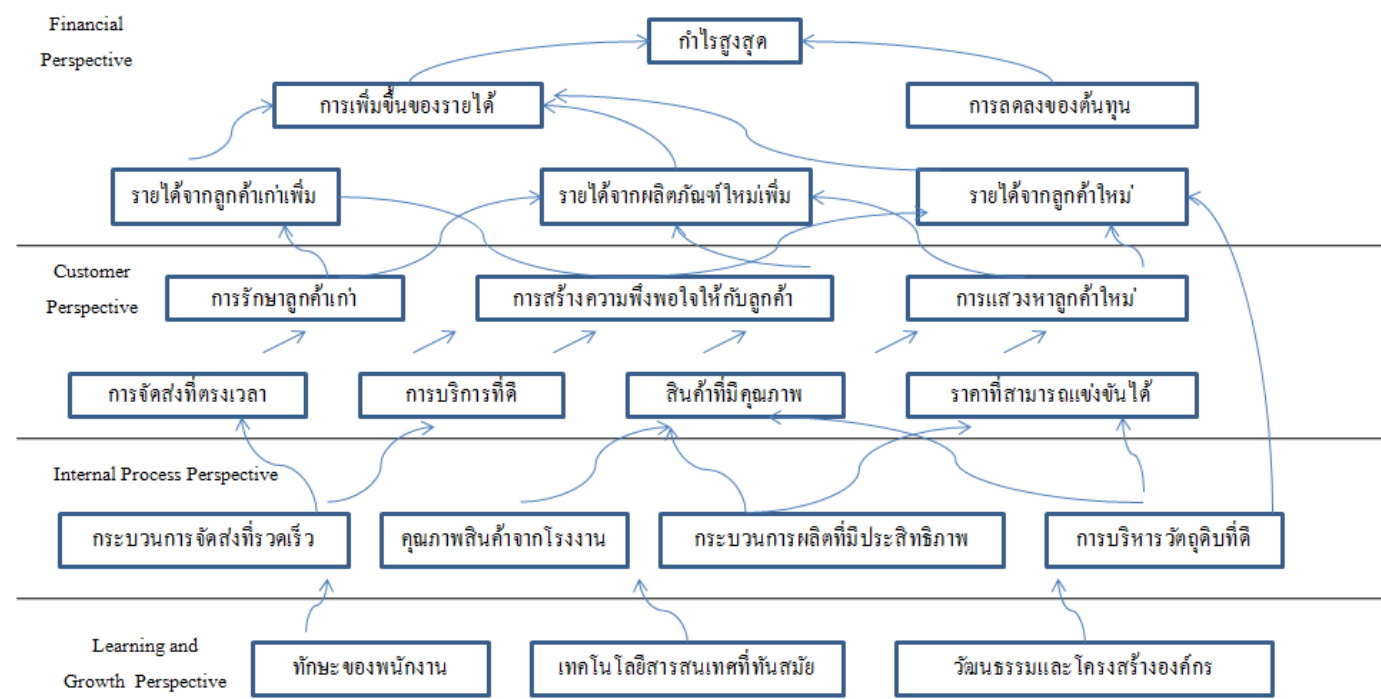 Financial
Perspective
กำไรสูงสุด
การเพิ่มขึ้นของรายได้
การลดลงของต้นทุน
รายได้จากลูกค้าเก่าเพิ่ม
รายได้จากผลิตภัณฑ์ใหม่เพิ่ม
รายได้จากลูกค้าใหม่
Customer
Perspective
การรักษาลูกค้าเก่า
การสร้างความพึงพอใจให้กับลูกค้า
การแสวงหาลูกค้าใหม่
การจัดส่งที่ตรงเวลา
การบริการที่ดี
สินค้าที่มีคุณภาพ
ราคาที่สามารถแข่งขันได้
Internal Process Perspective
กระบวนการจัดส่งที่รวดเร็ว
คุณภาพสินค้าจากโรงงาน
กระบวนการผลิตที่มีประสิทธิภาพ
การบริหารวัตถุดิบที่ดี
Learning and
Growth Perspective
ทักษะของพนักงาน
เทคโนโลยีสารสนเทศที่ทันสมัย
วัฒนธรรมและโครงสร้างองค์กร